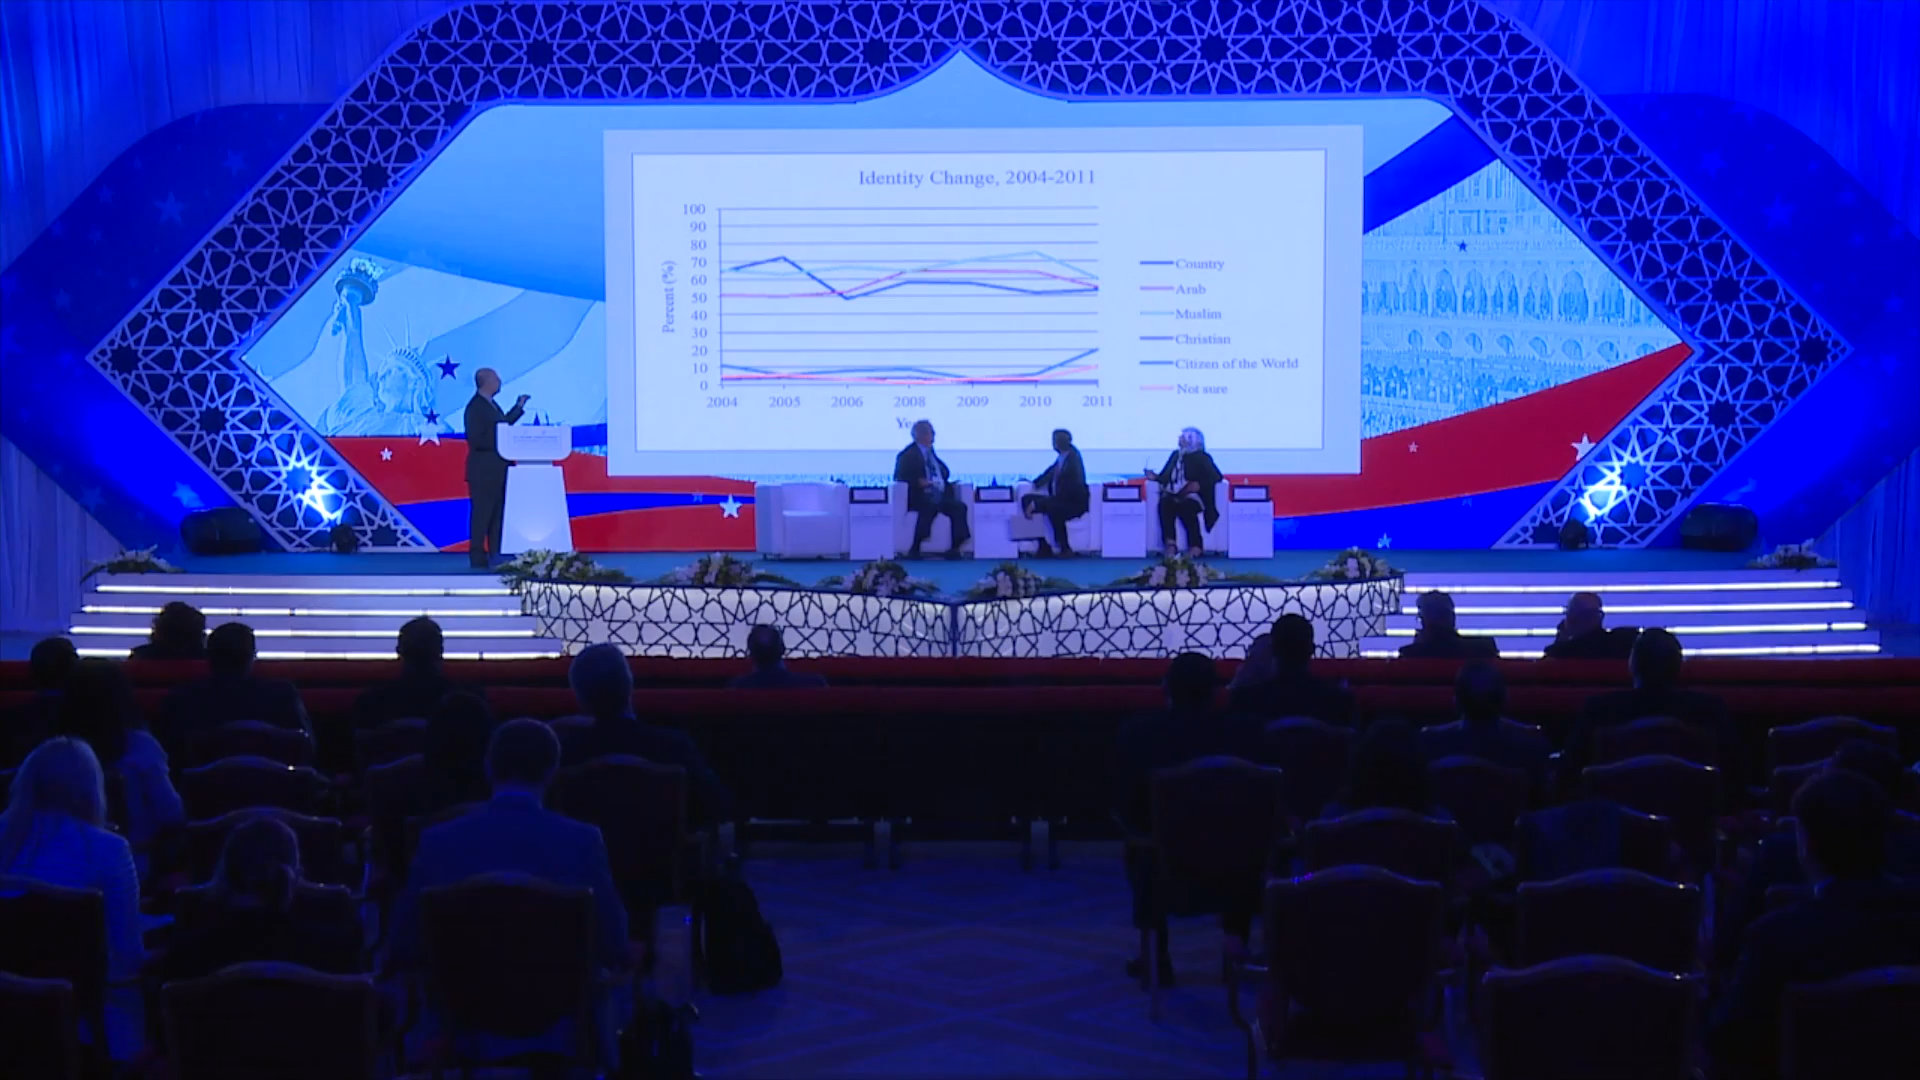 Identity Change, 2004-2011
Percent (%)
100
90
80
70
60
50
40
30
20
10
0
2004 2005 2006 2008 2009 2010 2011
Country
Arab
Muslim
Christian
Citizen of the World
Not sure